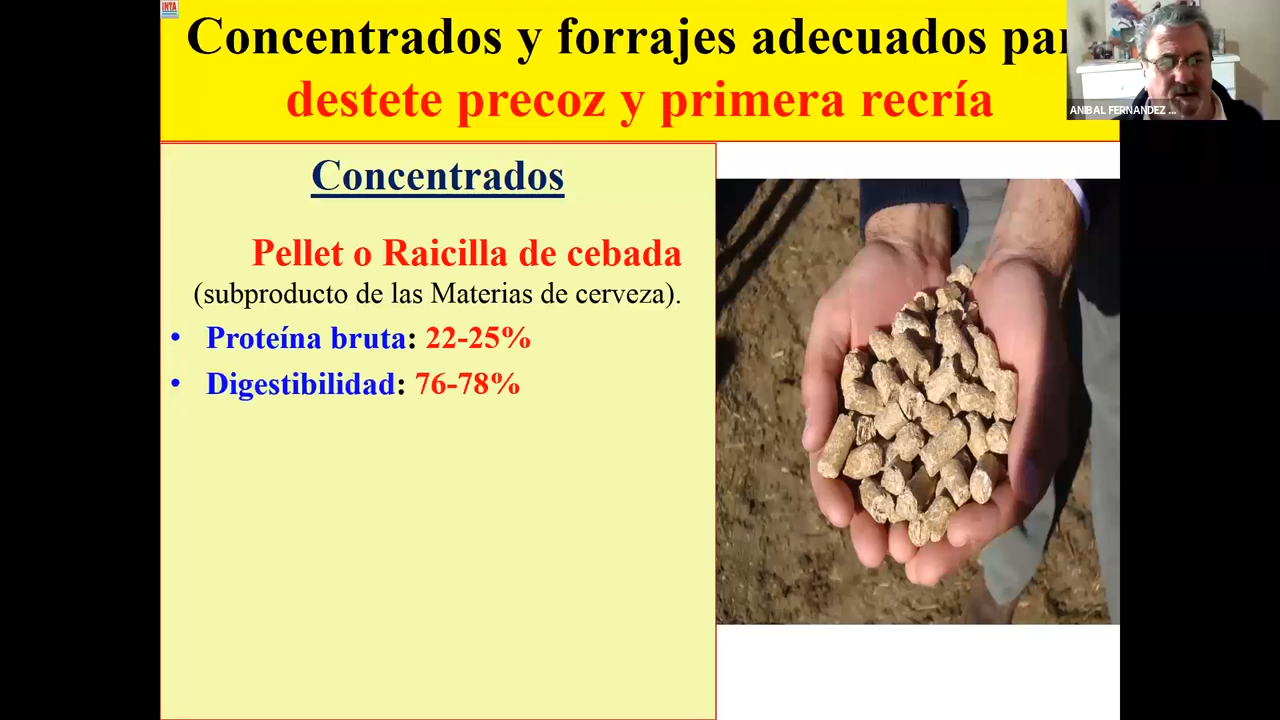 INTA
Concentrados y forrajes adecuados par
destete precoz y primera recría
ANIBAL FERNANDEZ ...
Concentrados
Pellet o Raicilla de cebada
(subproducto de las Materias de cerveza).
• Proteína bruta: 22-25%
• Digestibilidad: 76-78%